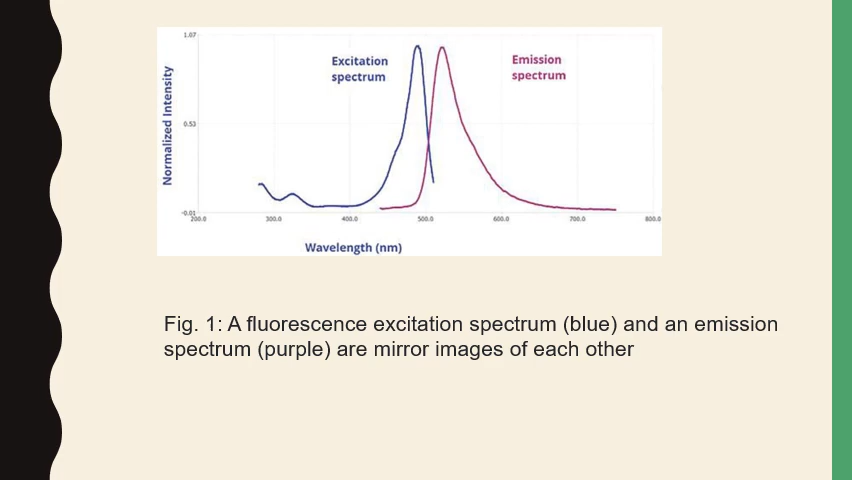 1.07
Excitation
spectrum
Emission
spectrum
Normalized Intensity
0.53
-0.01
200.0 300.0 400.0 500.0 600.0 700.0 800.0
Wavelength (nm)
Fig. 1: A fluorescence excitation spectrum (blue) and an emission
spectrum (purple) are mirror images of each other